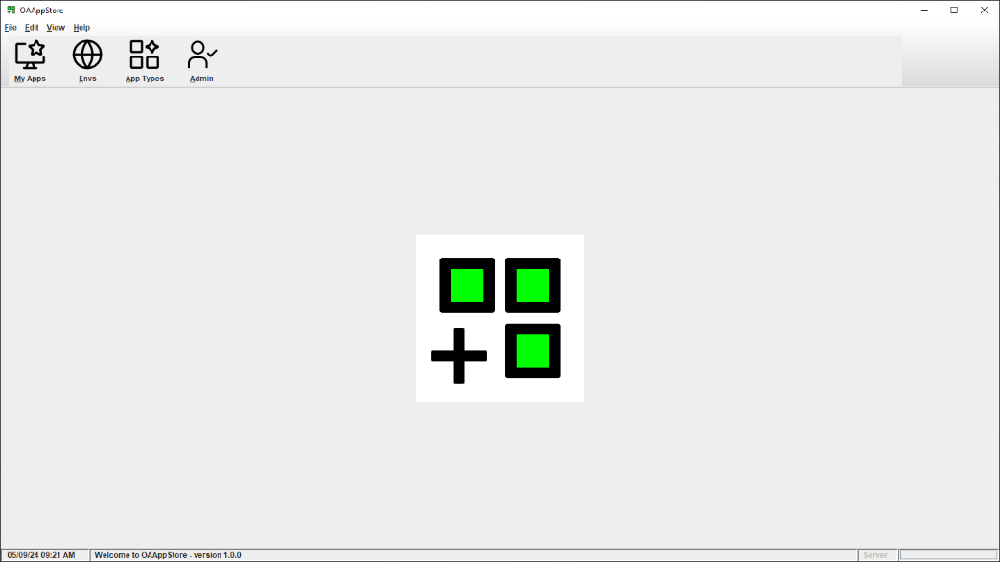 OAAppStore
File Edit View Help
My Apps Envs App Types Admin
05/09/24 09:21 AM Welcome to OAAppStore - version 1.0.0 Server